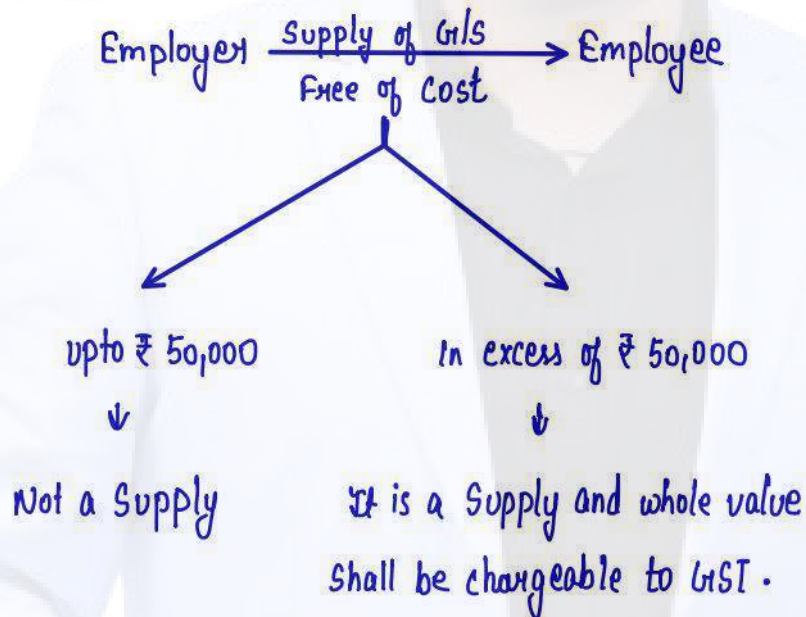 Employer Supply of G/S Employee
Free of cost
upto ₹ 50,000 In excess of ₹ 50,000
Not a Supply It is a Supply and whole value
shall be chargeable to GST.